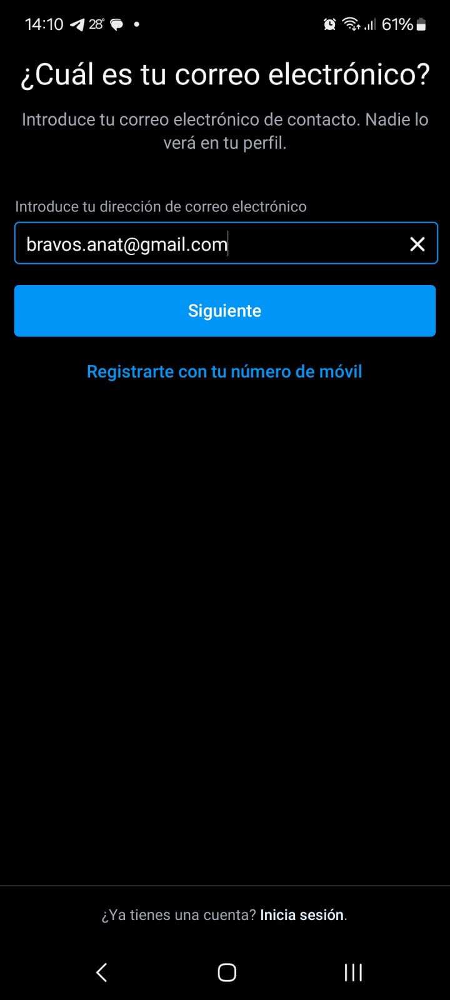 14:10 28° 61%
¿Cuál es tu correo electrónico?
Introduce tu correo electrónico de contacto. Nadie lo
verá en tu perfil.
Introduce tu dirección de correo electrónico
bravos.anat@gmail.com
Siguiente
Registrarte con tu número de móvil
¿Ya tienes una cuenta? Inicia sesión.